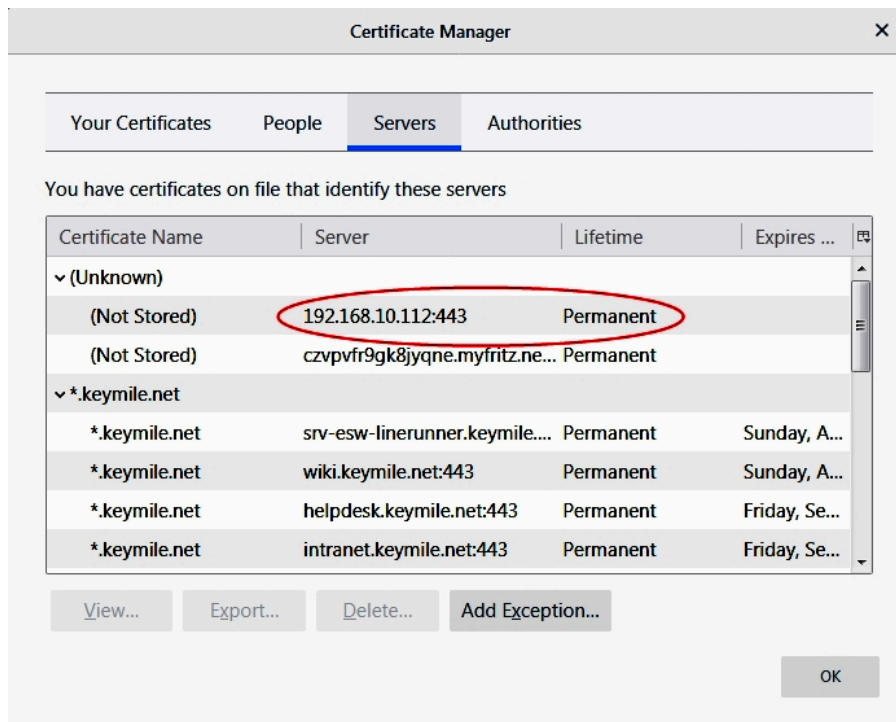 Certificate Manager
Your Certificates People Servers Authorities
You have certificates on file that identify these servers
Certificate Name Server Lifetime Expires ...
(Unknown)
(Not Stored) 192.168.10.112:443 Permanent
(Not Stored) czvpvfr9gk8jyqne.myfritz.ne... Permanent
*.keymile.net
*.keymile.net srv-esw-linerunner.keymile.... Permanent Sunday, A...
*.keymile.net wiki.keymile.net:443 Permanent Sunday, A...
*.keymile.net helpdesk.keymile.net:443 Permanent Friday, Se...
*.keymile.net intranet.keymile.net:443 Permanent Friday, Se...
View... Export... Delete... Add Exception...
OK